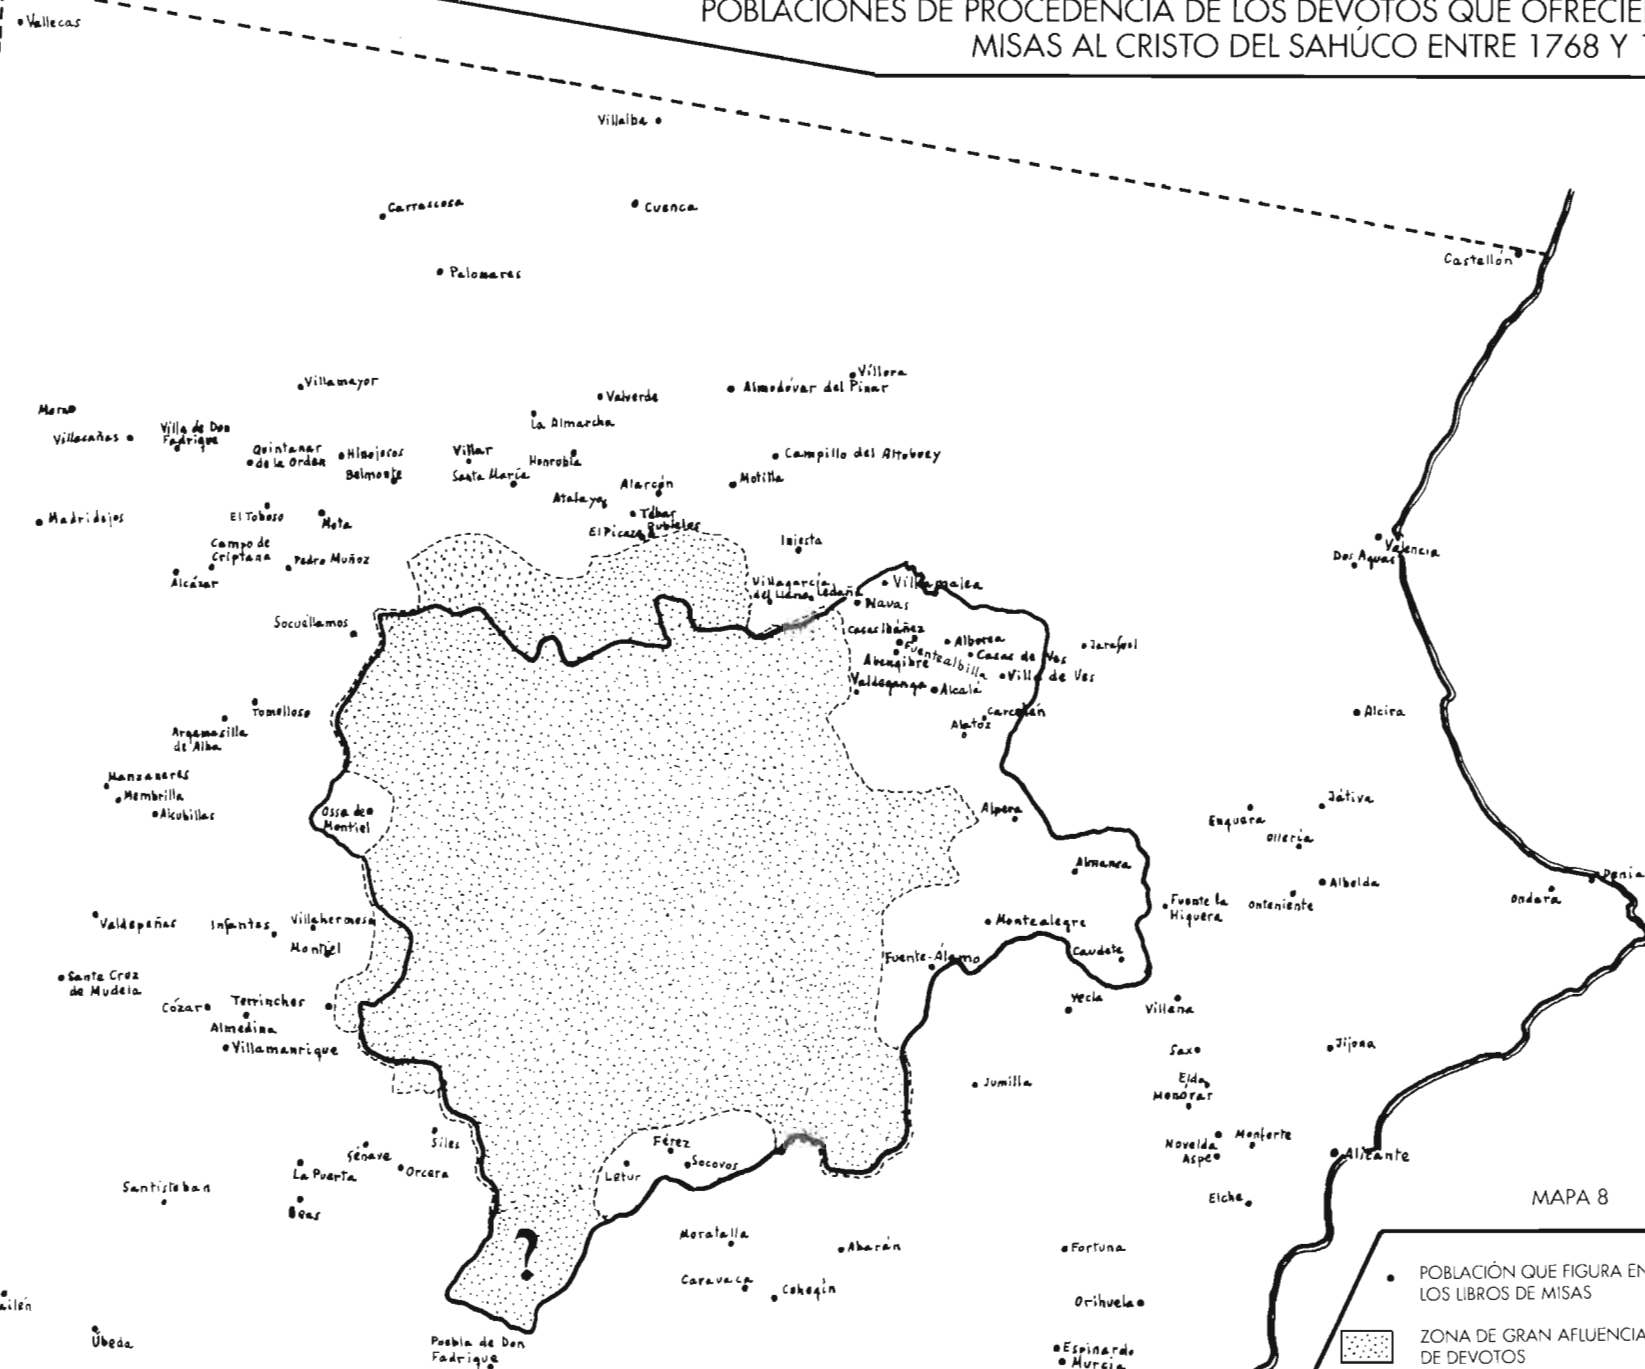 POBLACIONES DE PROCEDENCIA DE LOS DEVOTOS QUE OFRECIE
MISAS AL CRISTO DEL SAHÚCO ENTRE 1768 Y 1
Vallecas
Villalba
Carrascosa
Cuenca
Palomares
Castellón
Villamayor
Valverde
Almodóvar del Pinar
Villora
Mora
Villacañas
Villa de Don
Fadrique
Quintanar
de la Orden
Hinojosos
Belmonte
Villar
Santa María
La Almarcha
Honrubia
Campillo del Altobuey
Alarcón
Motilla
Atalaya
Madridejos
El Toboso
Mota
Tébar
Rubielos
El Picazo
Iniesta
Campo de
Criptana
Pedro Muñoz
Alcázar
Valencia
Dos Aguas
Villagarcía
del Llano
Ledaña
Villamalea
Navas
Socuéllamos
Casas Ibáñez
Fuentealbilla
Alborea
Casas de Ves
Jarafuel
Abengibre
Villa de Ves
Valdeganga
Alcalá
Carcelén
Alatoz
Alcira
Tomelloso
Argamasilla
de Alba
Manzanares
Membrilla
Alcubillas
Ossa de
Montiel
Alpera
Játiva
Enguera
Ollería
Almansa
Albelda
Onteniente
Fuente la
Higuera
Ondara
Denia
Valdepeñas
Infantes
Villahermosa
Montiel
Montealegre
Fuente-Álamo
Caudete
Santa Cruz
de Mudela
Cózar
Terrinches
Almedina
Villamanrique
Yecla
Villena
Sax
Jijona
Elda
Monóvar
Jumilla
Novelda
Monforte
Aspe
Alicante
Elche
Siles
Génave
Orcera
La Puerta
Santisteban
Beas
Férez
Socovos
Letur
?
Moratalla
Abarán
Caravaca
Cehegín
Fortuna
Orihuela
ailén
Úbeda
Puebla de Don
Fadrique
Espinardo
Murcia
MAPA 8
POBLACIÓN QUE FIGURA EN
LOS LIBROS DE MISAS
ZONA DE GRAN AFLUENCIA
DE DEVOTOS